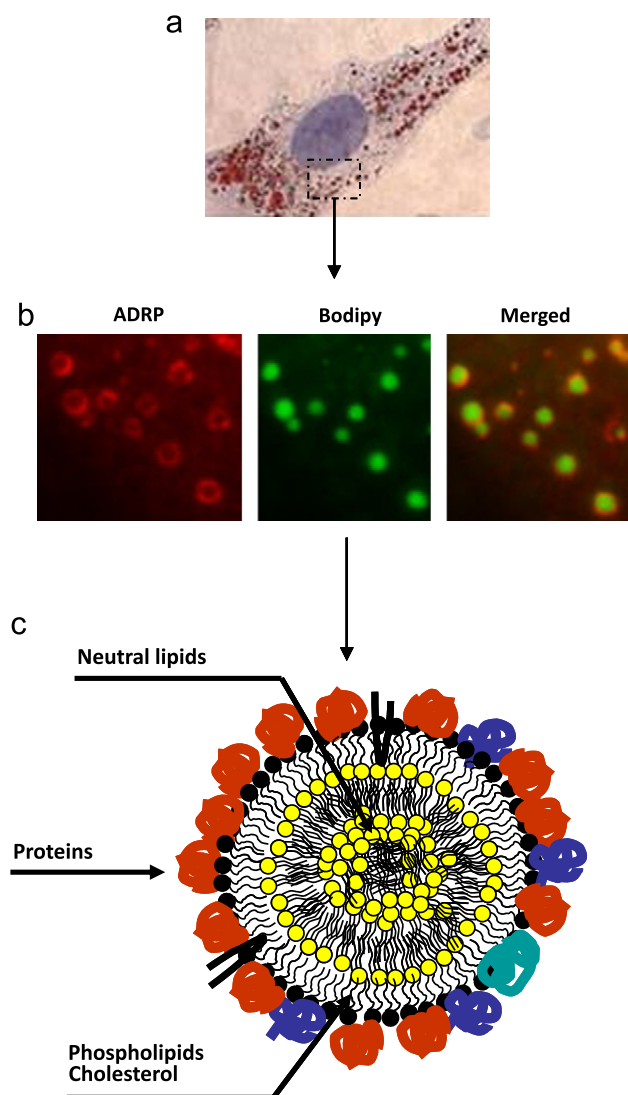 a
b
ADRP
Bodipy
Merged
c
Neutral lipids
Proteins
Phospholipids
Cholesterol